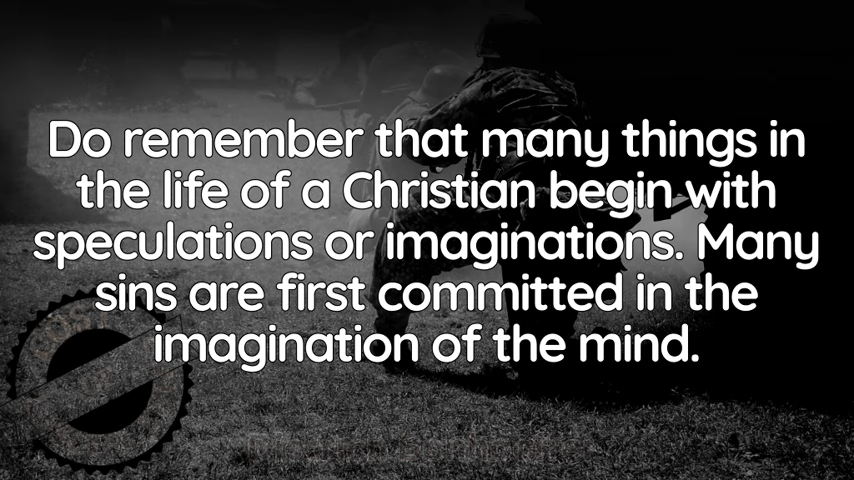 Do remember that many things in
the life of a Christian begin with
speculations or imaginations. Many
sins are first committed in the
imagination of the mind.